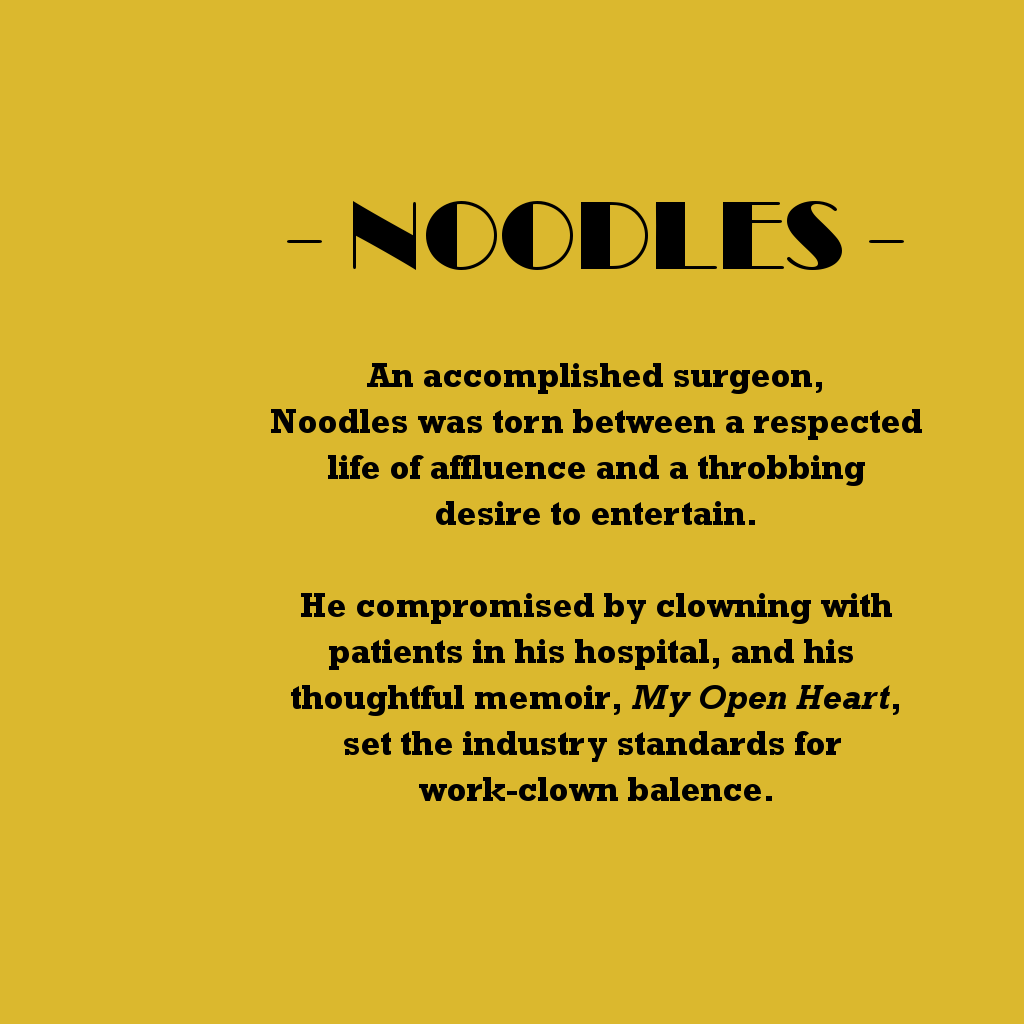 – NOODLES –
An accomplished surgeon,
Noodles was torn between a respected
life of affluence and a throbbing
desire to entertain.
He compromised by clowning with
patients in his hospital, and his
thoughtful memoir, My Open Heart,
set the industry standards for
work-clown balence.